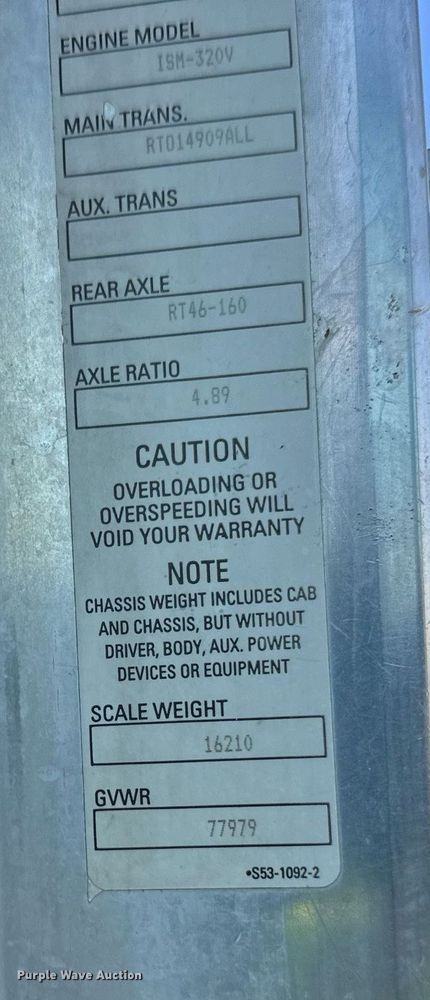 ENGINE MODEL
ISM-320V
MAIN TRANS.
RTO14909ALL
AUX. TRANS
REAR AXLE
RT46-160
AXLE RATIO
4.89
CAUTION
OVERLOADING OR
OVERSPEEDING WILL
VOID YOUR WARRANTY
NOTE
CHASSIS WEIGHT INCLUDES CAB
AND CHASSIS, BUT WITHOUT
DRIVER, BODY, AUX. POWER
DEVICES OR EQUIPMENT
SCALE WEIGHT
16210
GVWR
77979
•S53-1092-2
Purple Wave Auction